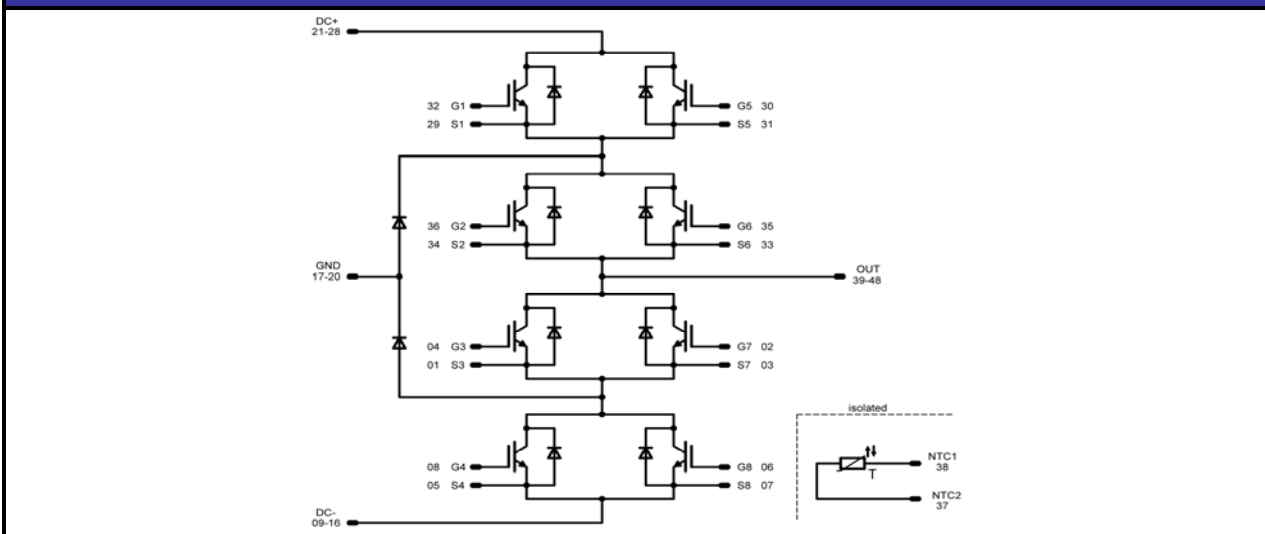 DC+
21-28
32 G1
G5 30
29 S1
S5 31
36 G2
G6 35
34 S2
S6 33
GND
17-20
OUT
39-48
04 G3
G7 02
01 S3
S7 03
isolated
08 G4
G8 06
NTC1
38
T
05 S4
S8 07
NTC2
37
DC-
09-16